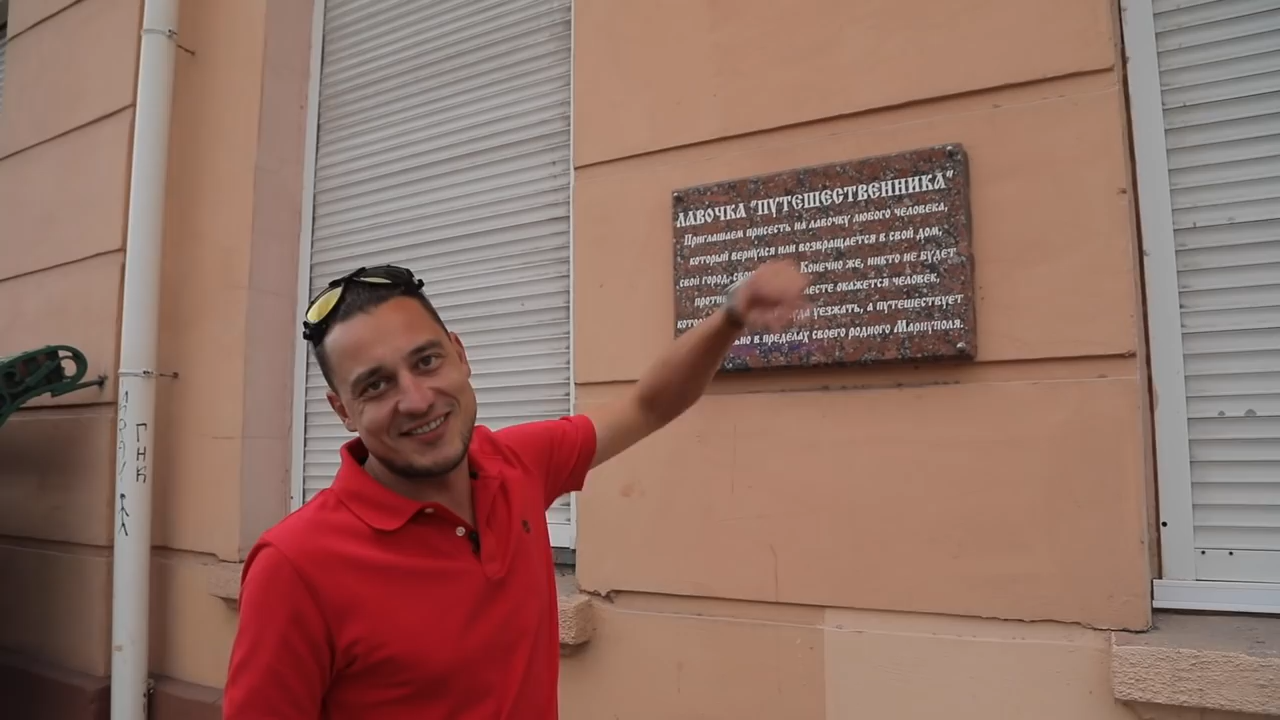 ЛАВОЧКА "ПУТЕШЕСТВЕННИКА"
Приглашаем присесть на лавочку любого человека,
который вернулся или возвращается в свой дом,
свой город, Конечно же, никто не будет
окажется человек,
уезжать, а путешествует
в пределах своего родного Мариуполя.
ГНК